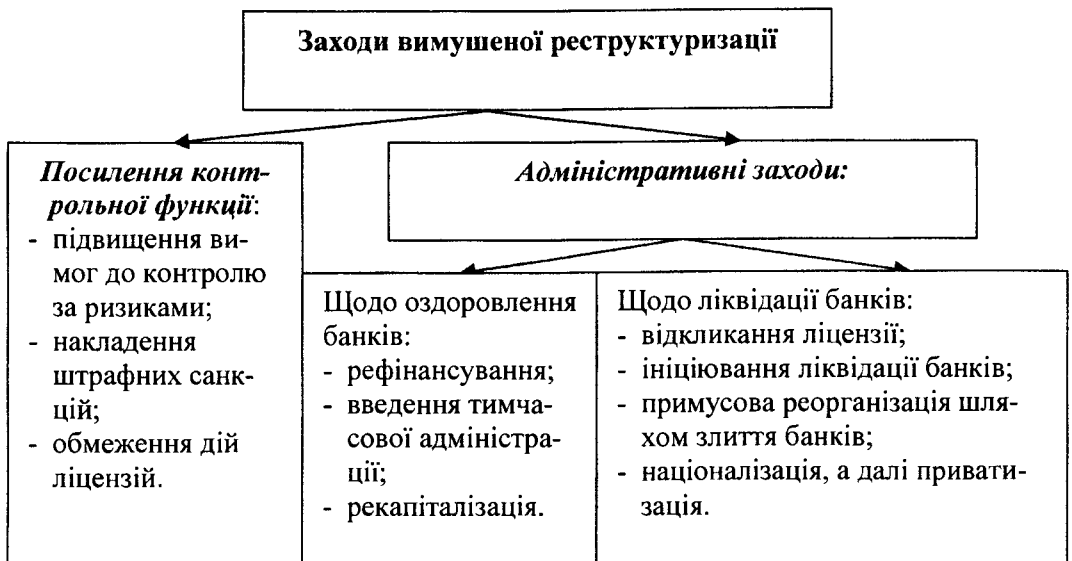 Заходи вимушеної реструктуризації
Посилення конт-
рольної функції:
- підвищення ви-
мог до контролю
за ризиками;
- накладення
штрафних санк-
цій;
- обмеження дій
ліцензій.
Адміністративні заходи:
Щодо оздоровлення
банків:
- рефінансування;
- введення тимча-
сової адміністра-
ції;
- рекапіталізація.
Щодо ліквідації банків:
- відкликання ліцензії;
- ініціювання ліквідації банків;
- примусова реорганізація шля-
хом злиття банків;
- націоналізація, а далі привати-
зація.